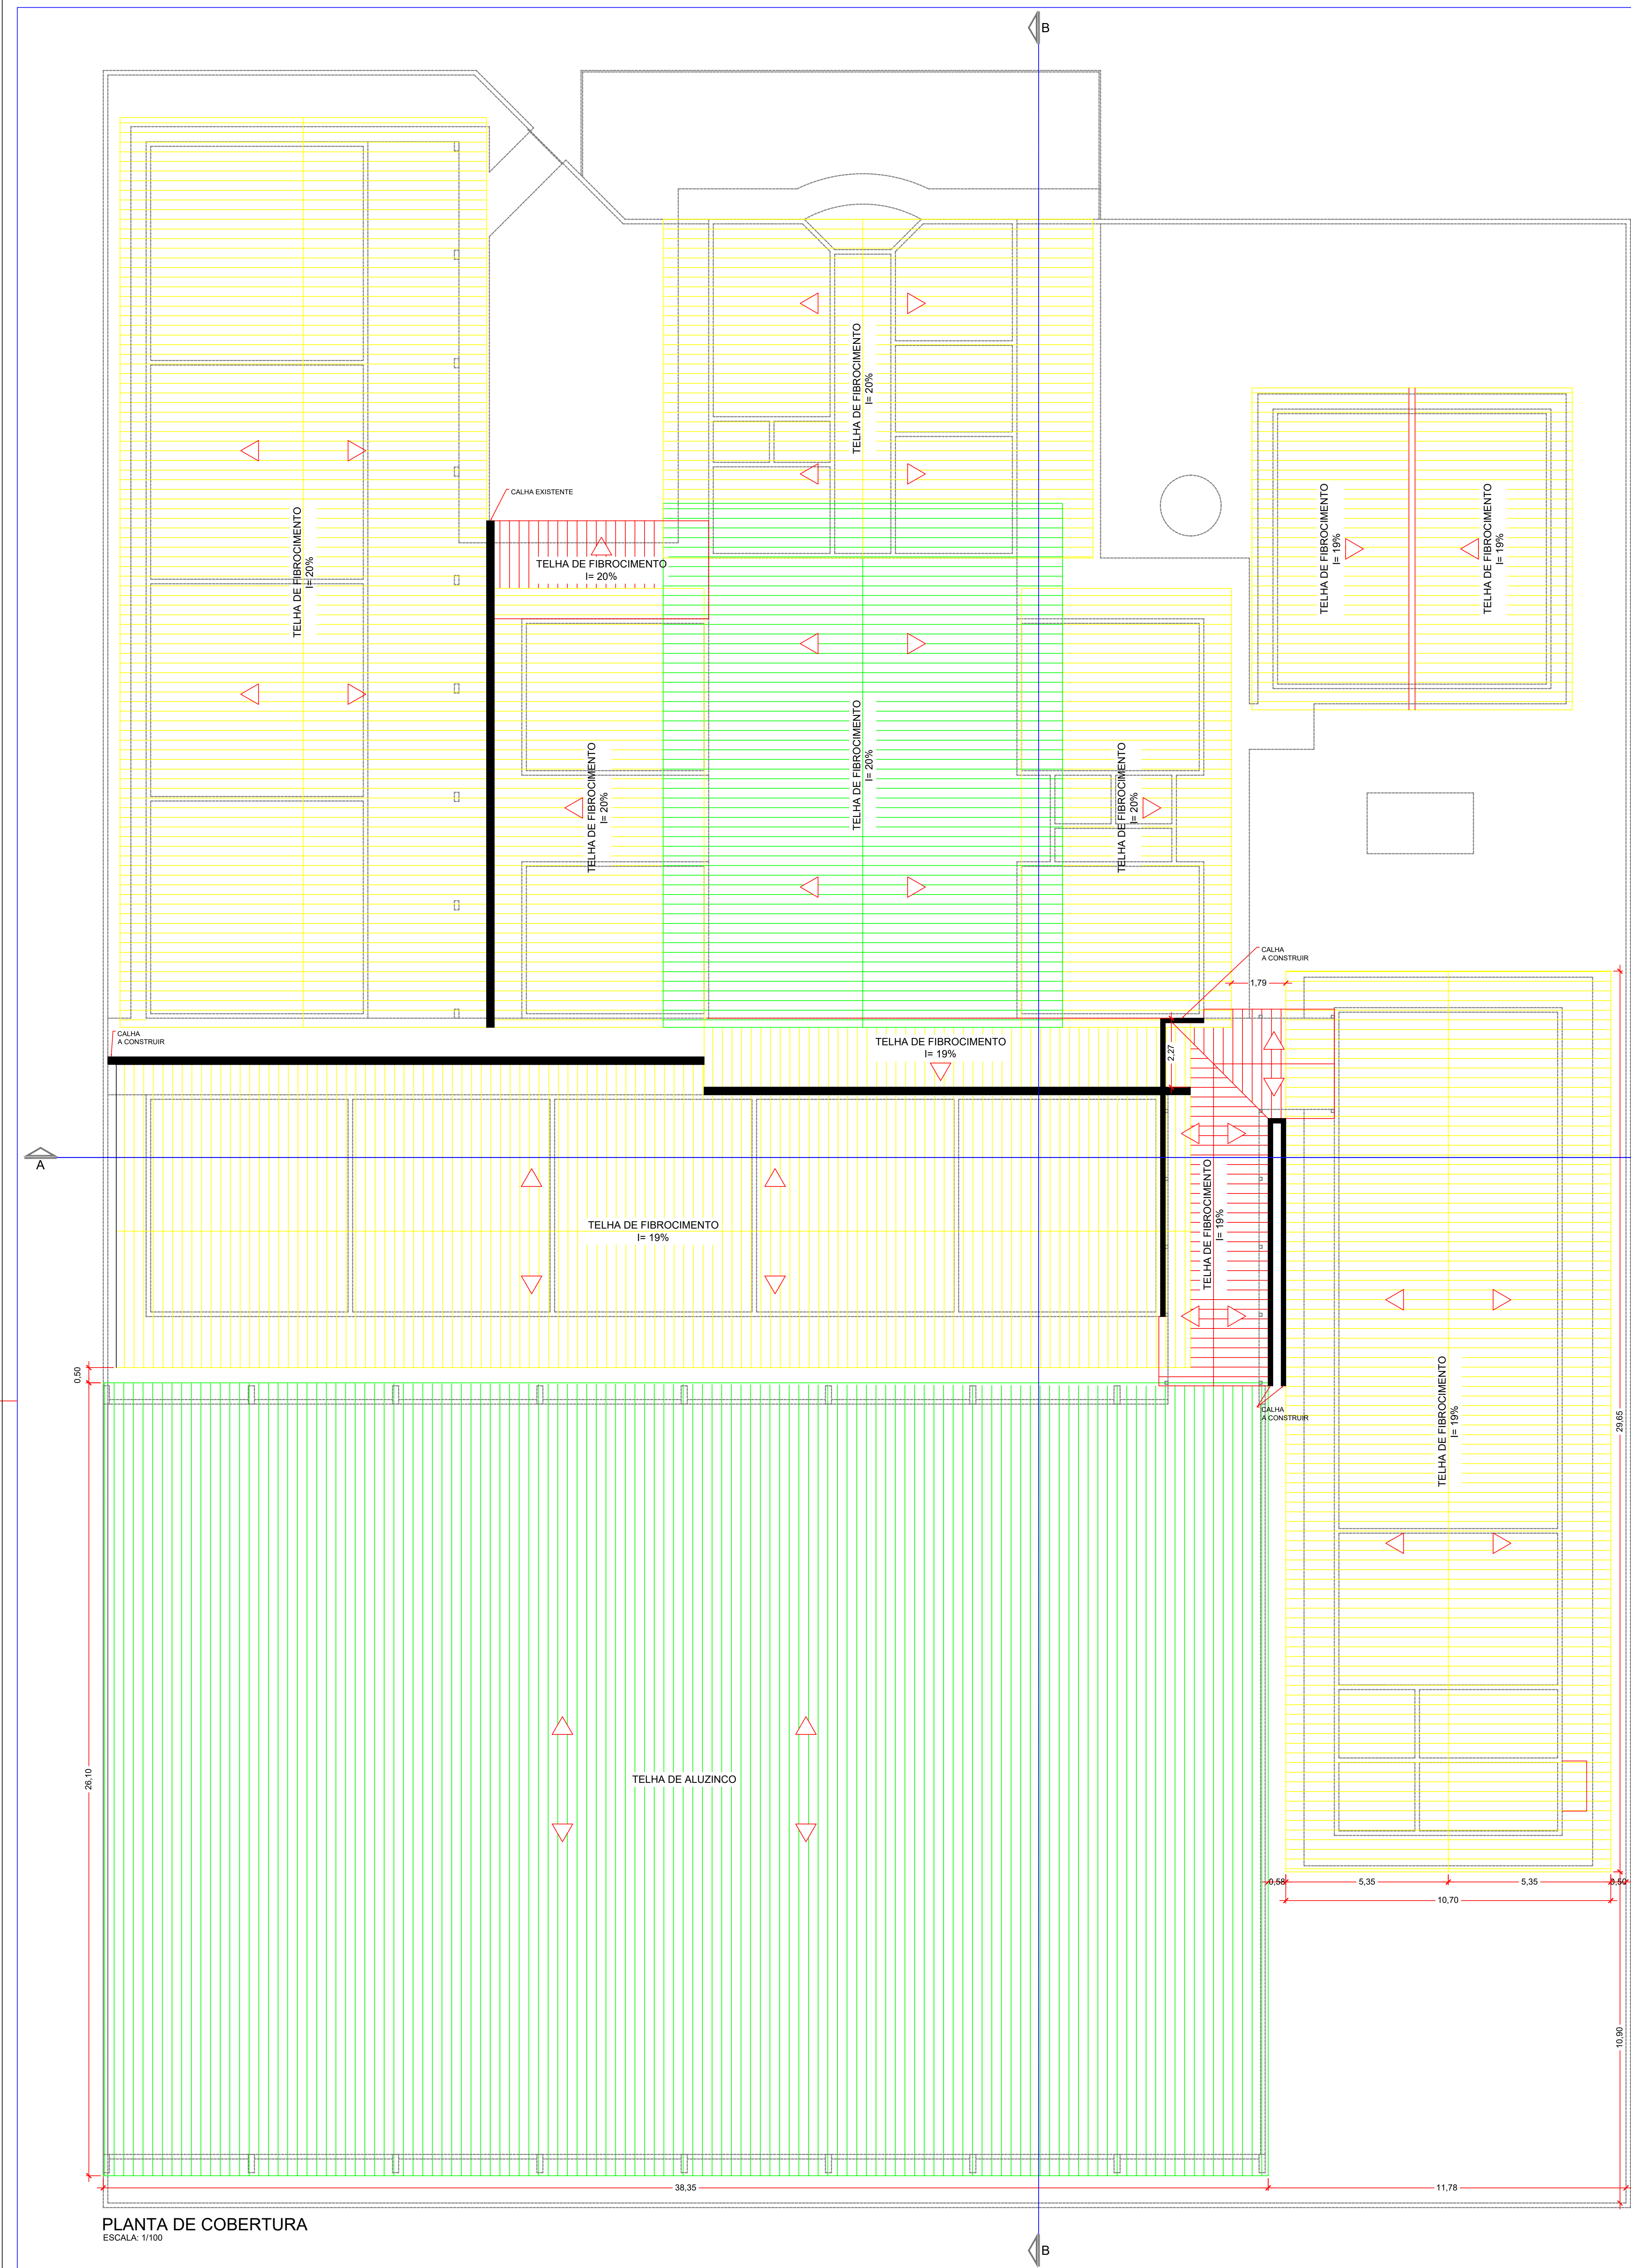 B
TELHA DE FIBROCIMENTO
I= 20%
CALHA EXISTENTE
TELHA DE FIBROCIMENTO
I= 19%
TELHA DE FIBROCIMENTO
I= 19%
TELHA DE FIBROCIMENTO
I= 20%
TELHA DE FIBROCIMENTO
I= 20%
TELHA DE FIBROCIMENTO
I= 20%
TELHA DE FIBROCIMENTO
I= 20%
TELHA DE FIBROCIMENTO
I= 20%
CALHA
A CONSTRUIR
1,79
CALHA
A CONSTRUIR
TELHA DE FIBROCIMENTO
I= 19%
2,27
A
TELHA DE FIBROCIMENTO
I= 19%
TELHA DE FIBROCIMENTO
I= 19%
0,50
CALHA
A CONSTRUIR
TELHA DE FIBROCIMENTO
I= 19%
29,65
26,10
TELHA DE ALUZINCO
0,58
5,35
5,35
0,50
10,70
10,90
38,35
11,78
PLANTA DE COBERTURA
ESCALA: 1/100
B